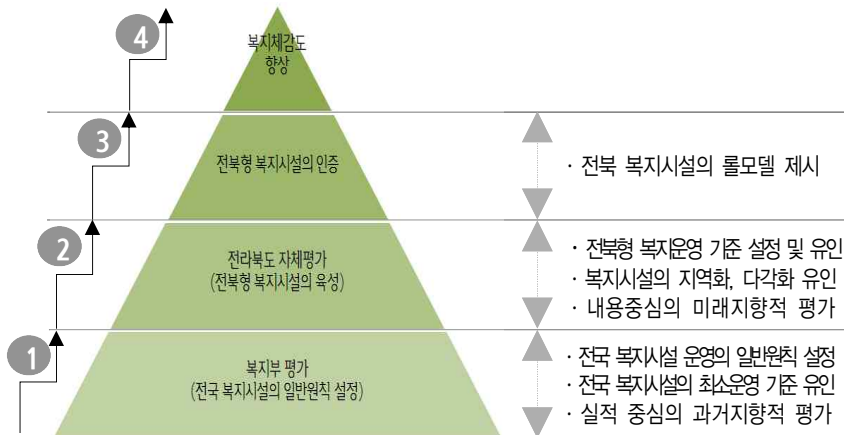 4
복지체감도
향상
3
전북형 복지시설의 인증
· 전북 복지시설의 롤모델 제시
2
전라북도 자체평가
(전북형 복지시설의 육성)
· 전북형 복지운영 기준 설정 및 유인
· 복지시설의 지역화, 다각화 유인
· 내용중심의 미래지향적 평가
1
복지부 평가
(전국 복지시설의 일반원칙 설정)
· 전국 복지시설 운영의 일반원칙 설정
· 전국 복지시설의 최소운영 기준 유인
· 실적 중심의 과거지향적 평가